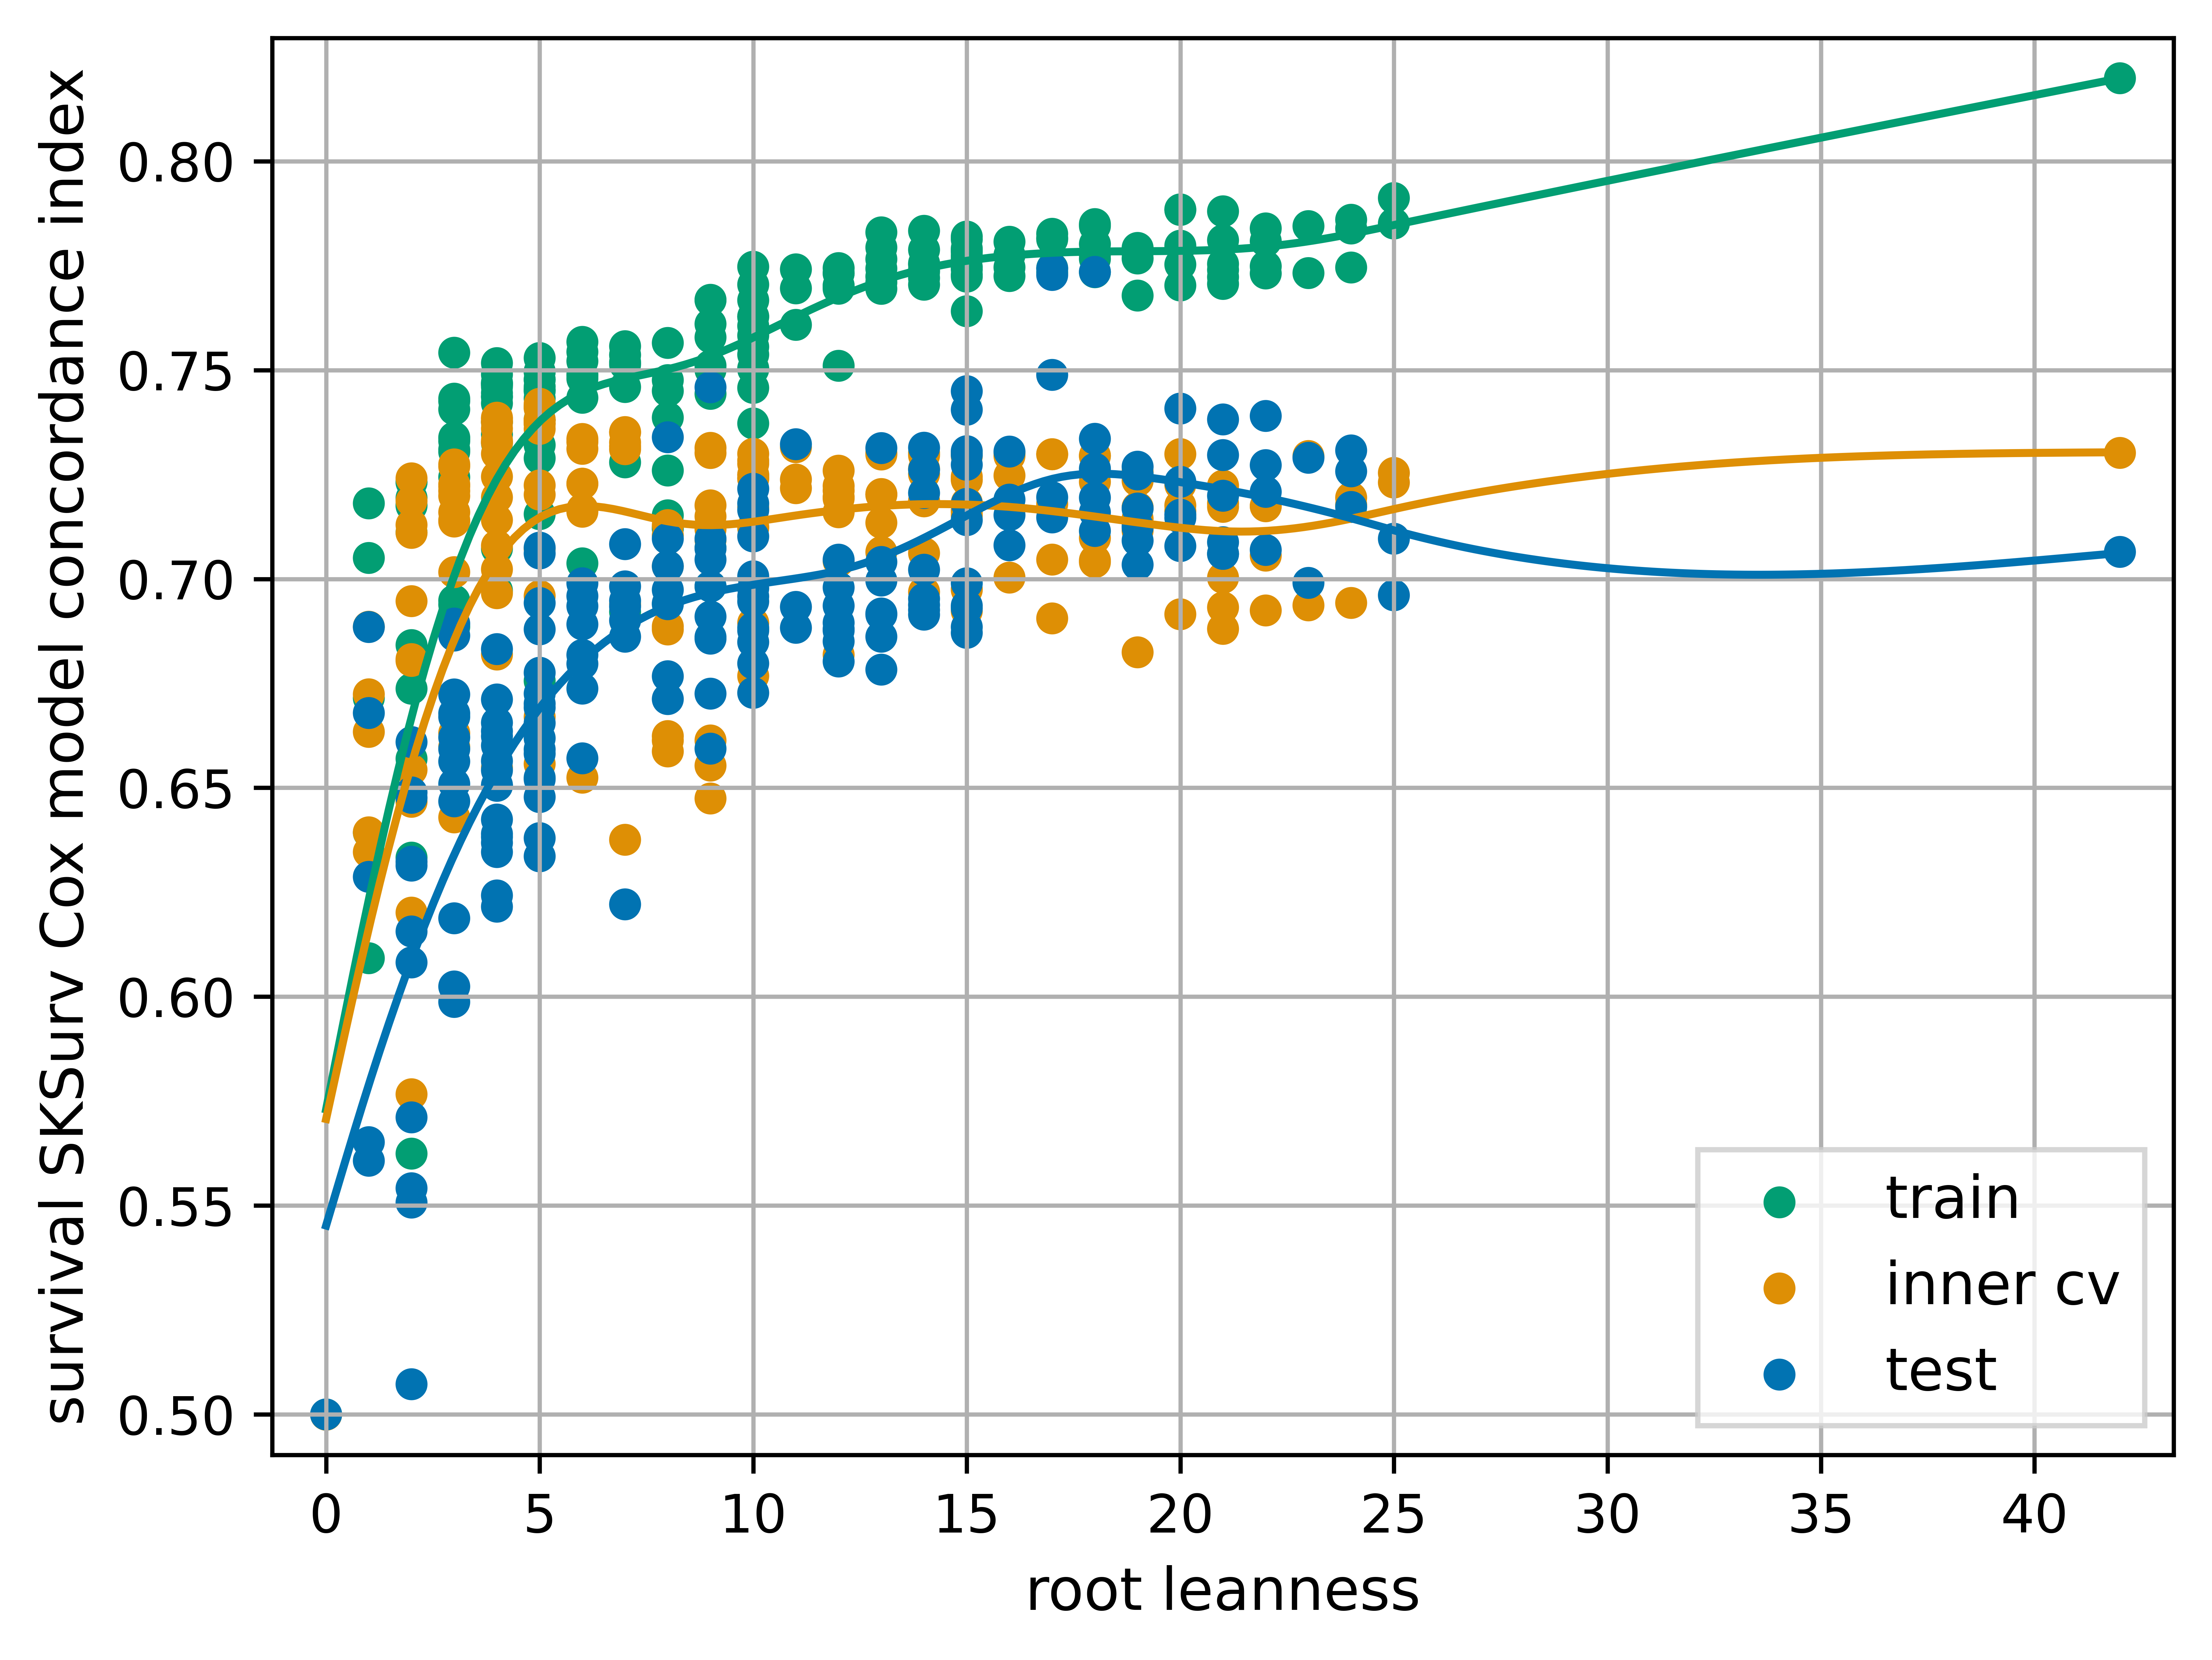 survival SKSurv Cox model concordance index
0.80
0.75
0.70
0.65
0.60
0.55
0.50
0 5 10 15 20 25 30 35 40
root leanness
train
inner cv
test